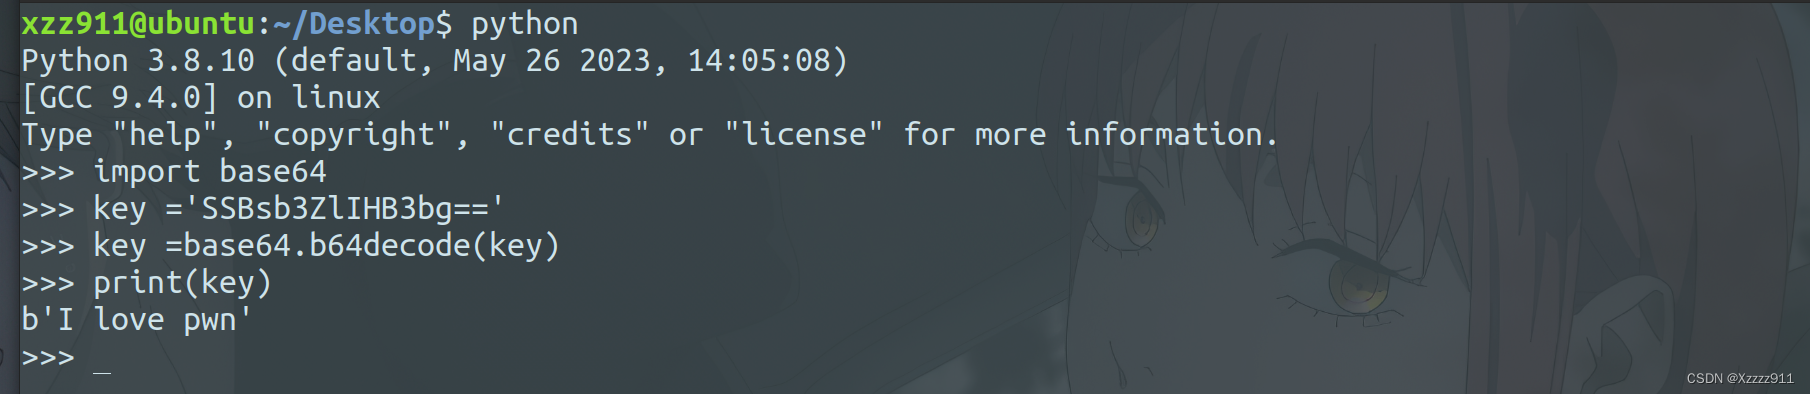 xzz911@ubuntu:~/Desktop$ python
Python 3.8.10 (default, May 26 2023, 14:05:08)
[GCC 9.4.0] on linux
Type "help", "copyright", "credits" or "license" for more information.
>>> import base64
>>> key ='SSBsb3ZlIHB3bg=='
>>> key =base64.b64decode(key)
>>> print(key)
b'I love pwn'
>>> _
CSDN @Xzzzz911